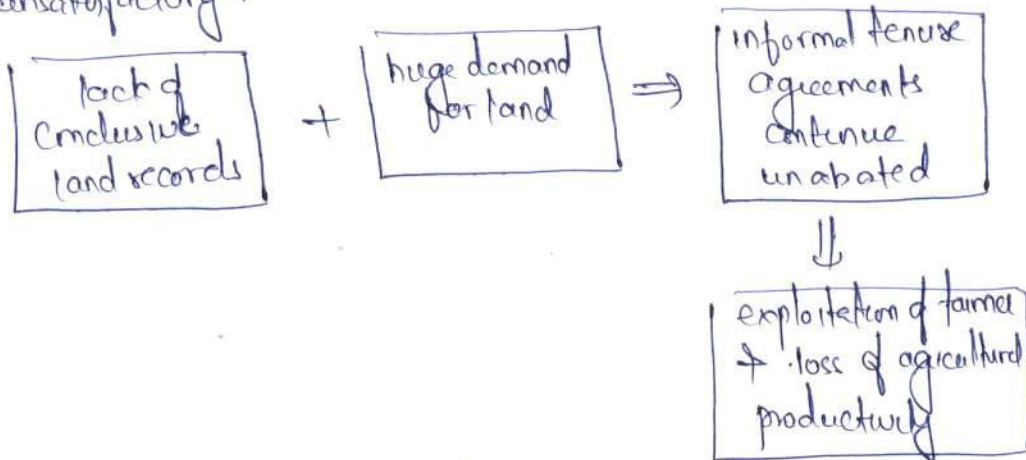 unsatisfactory.
lack of
Conclusive
land records
+
huge demand
for land
⇒
informal tenure
agreements
continue
unabated
⇓
exploitation of farmer
+ loss of agricultural
productivity